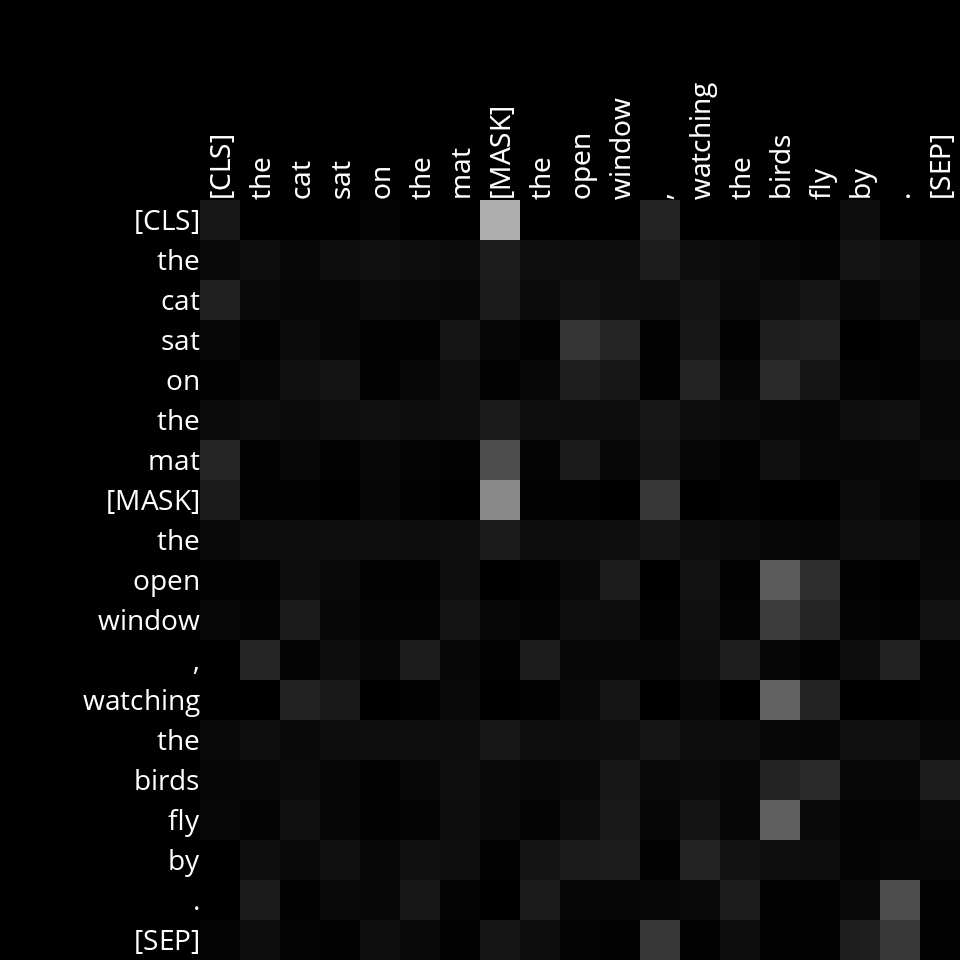 [CLS] the cat sat on the mat [MASK] the open window , watching the birds fly by . [SEP]
[CLS]
the
cat
sat
on
the
mat
[MASK]
the
open
window
,
watching
the
birds
fly
by
.
[SEP]